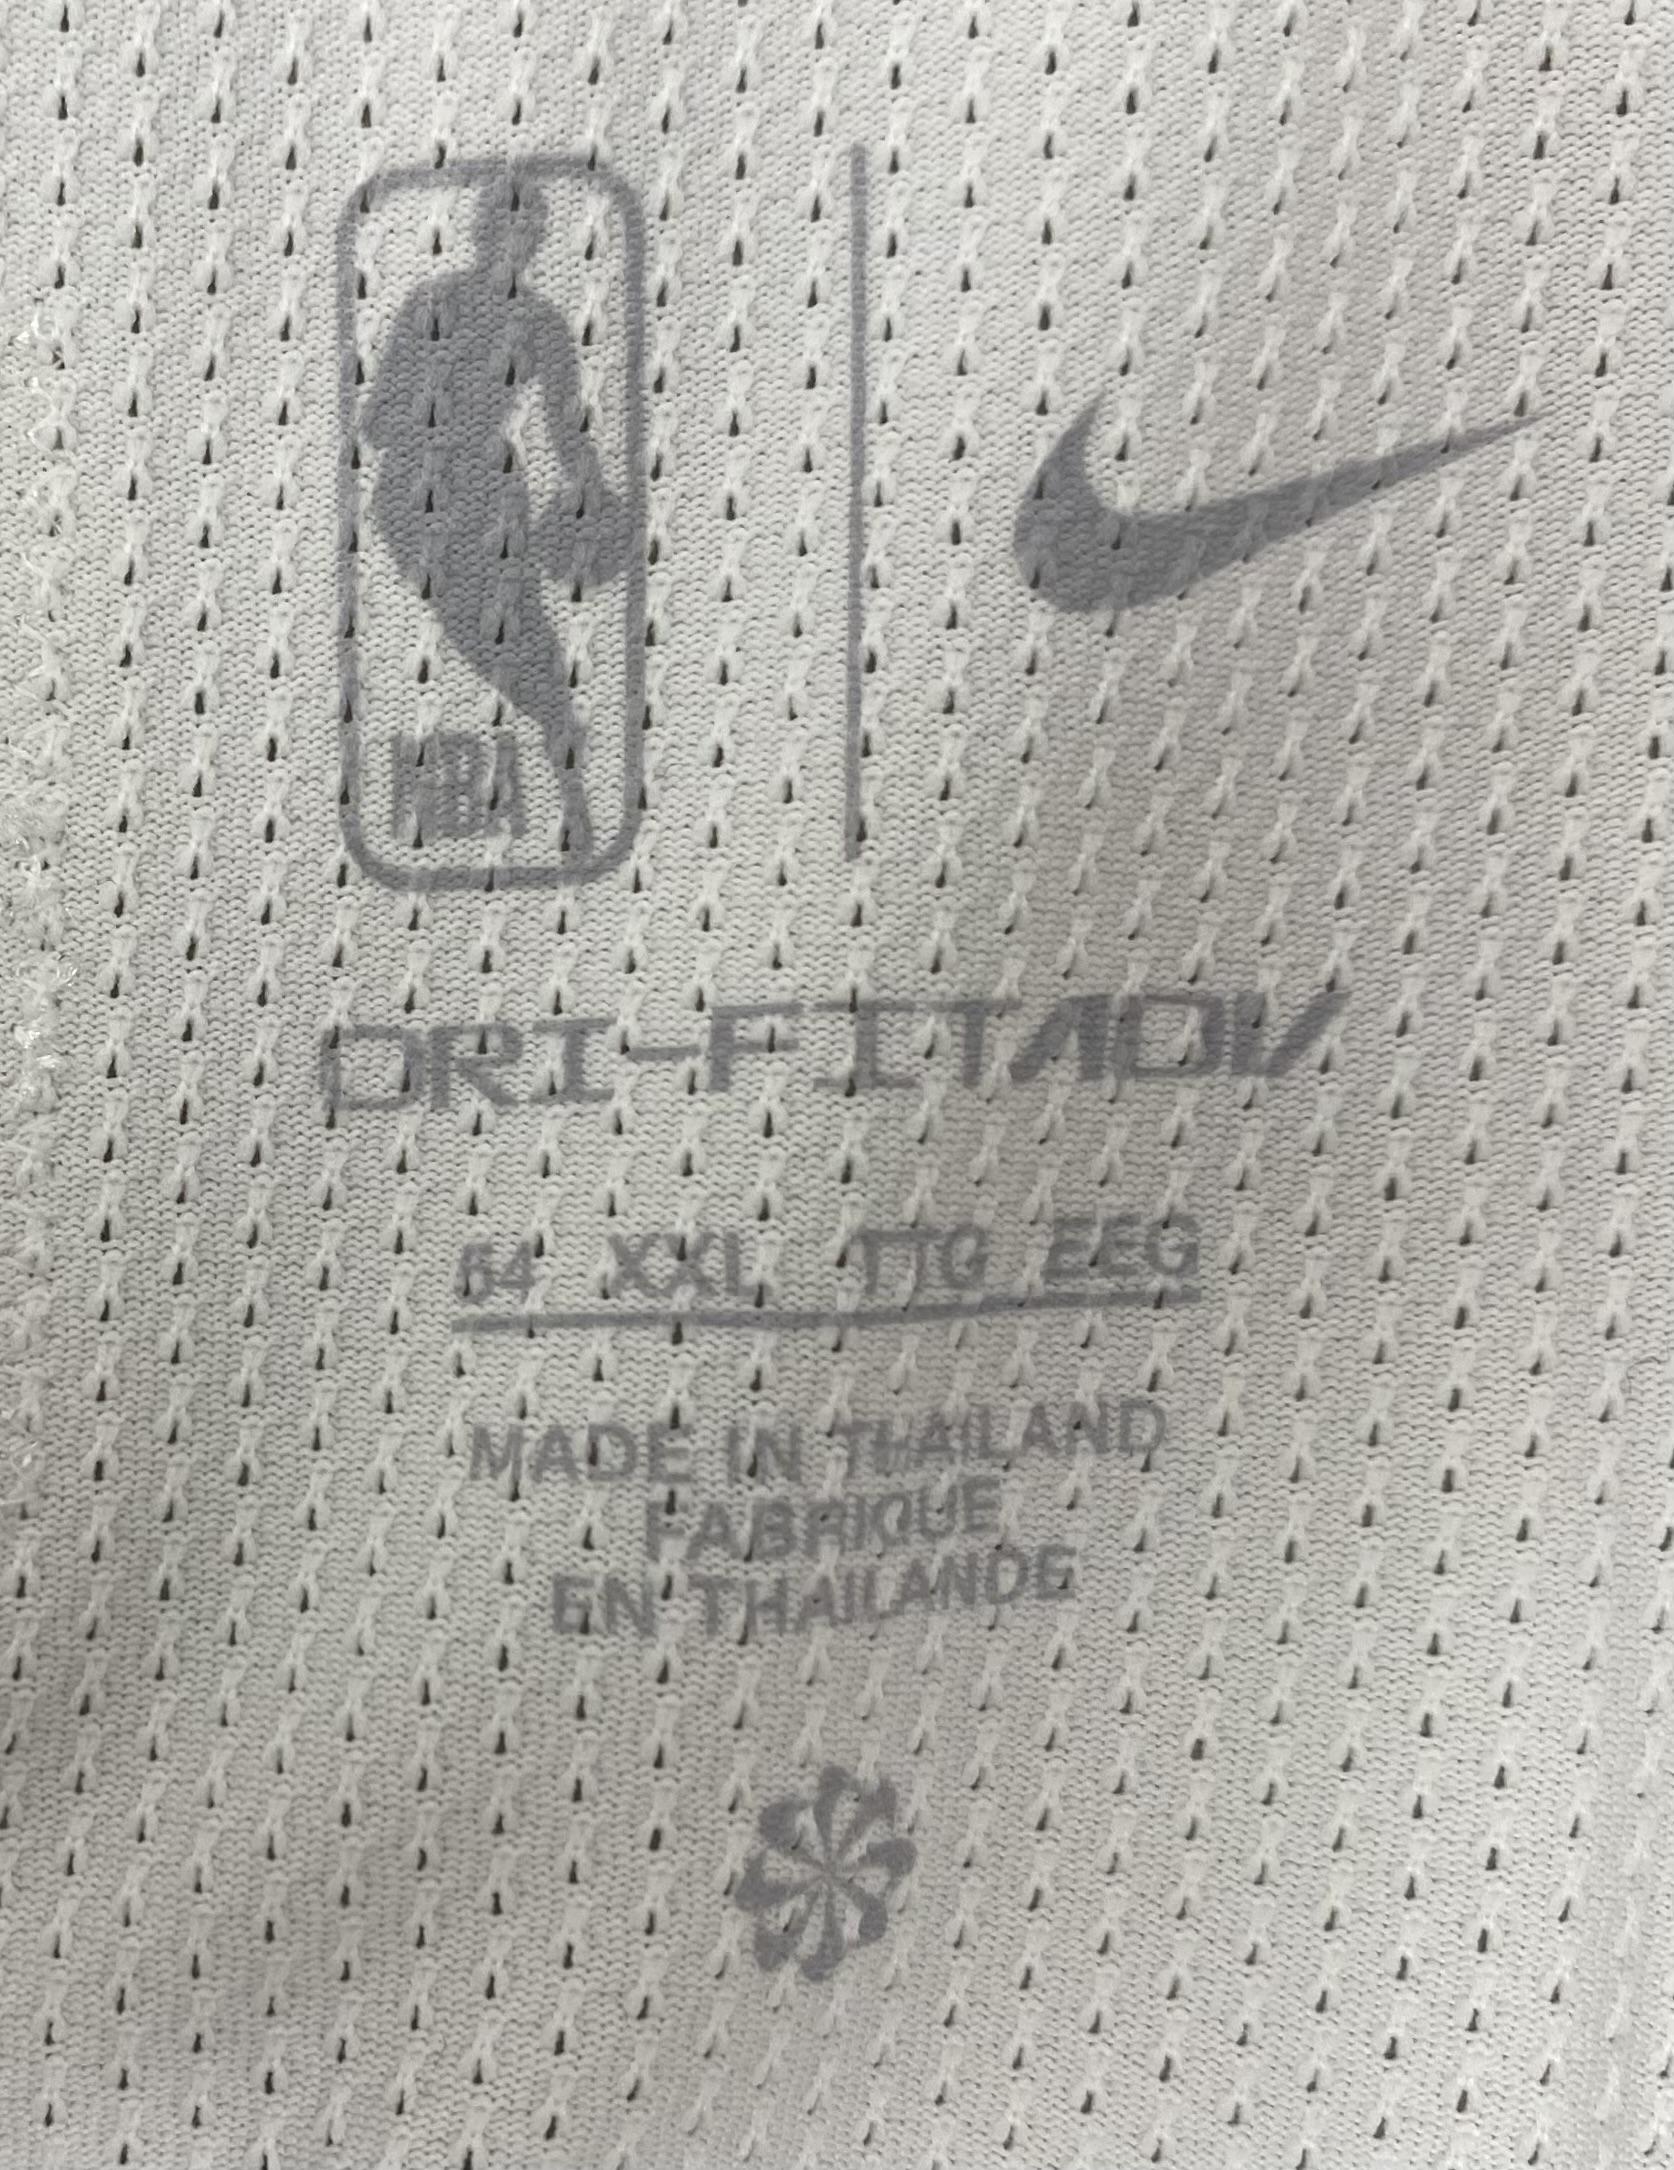 NBA
DRI-FIT ADV
54 XXL TTG EEG
MADE IN THAILAND
FABRIQUE
EN THAILANDE